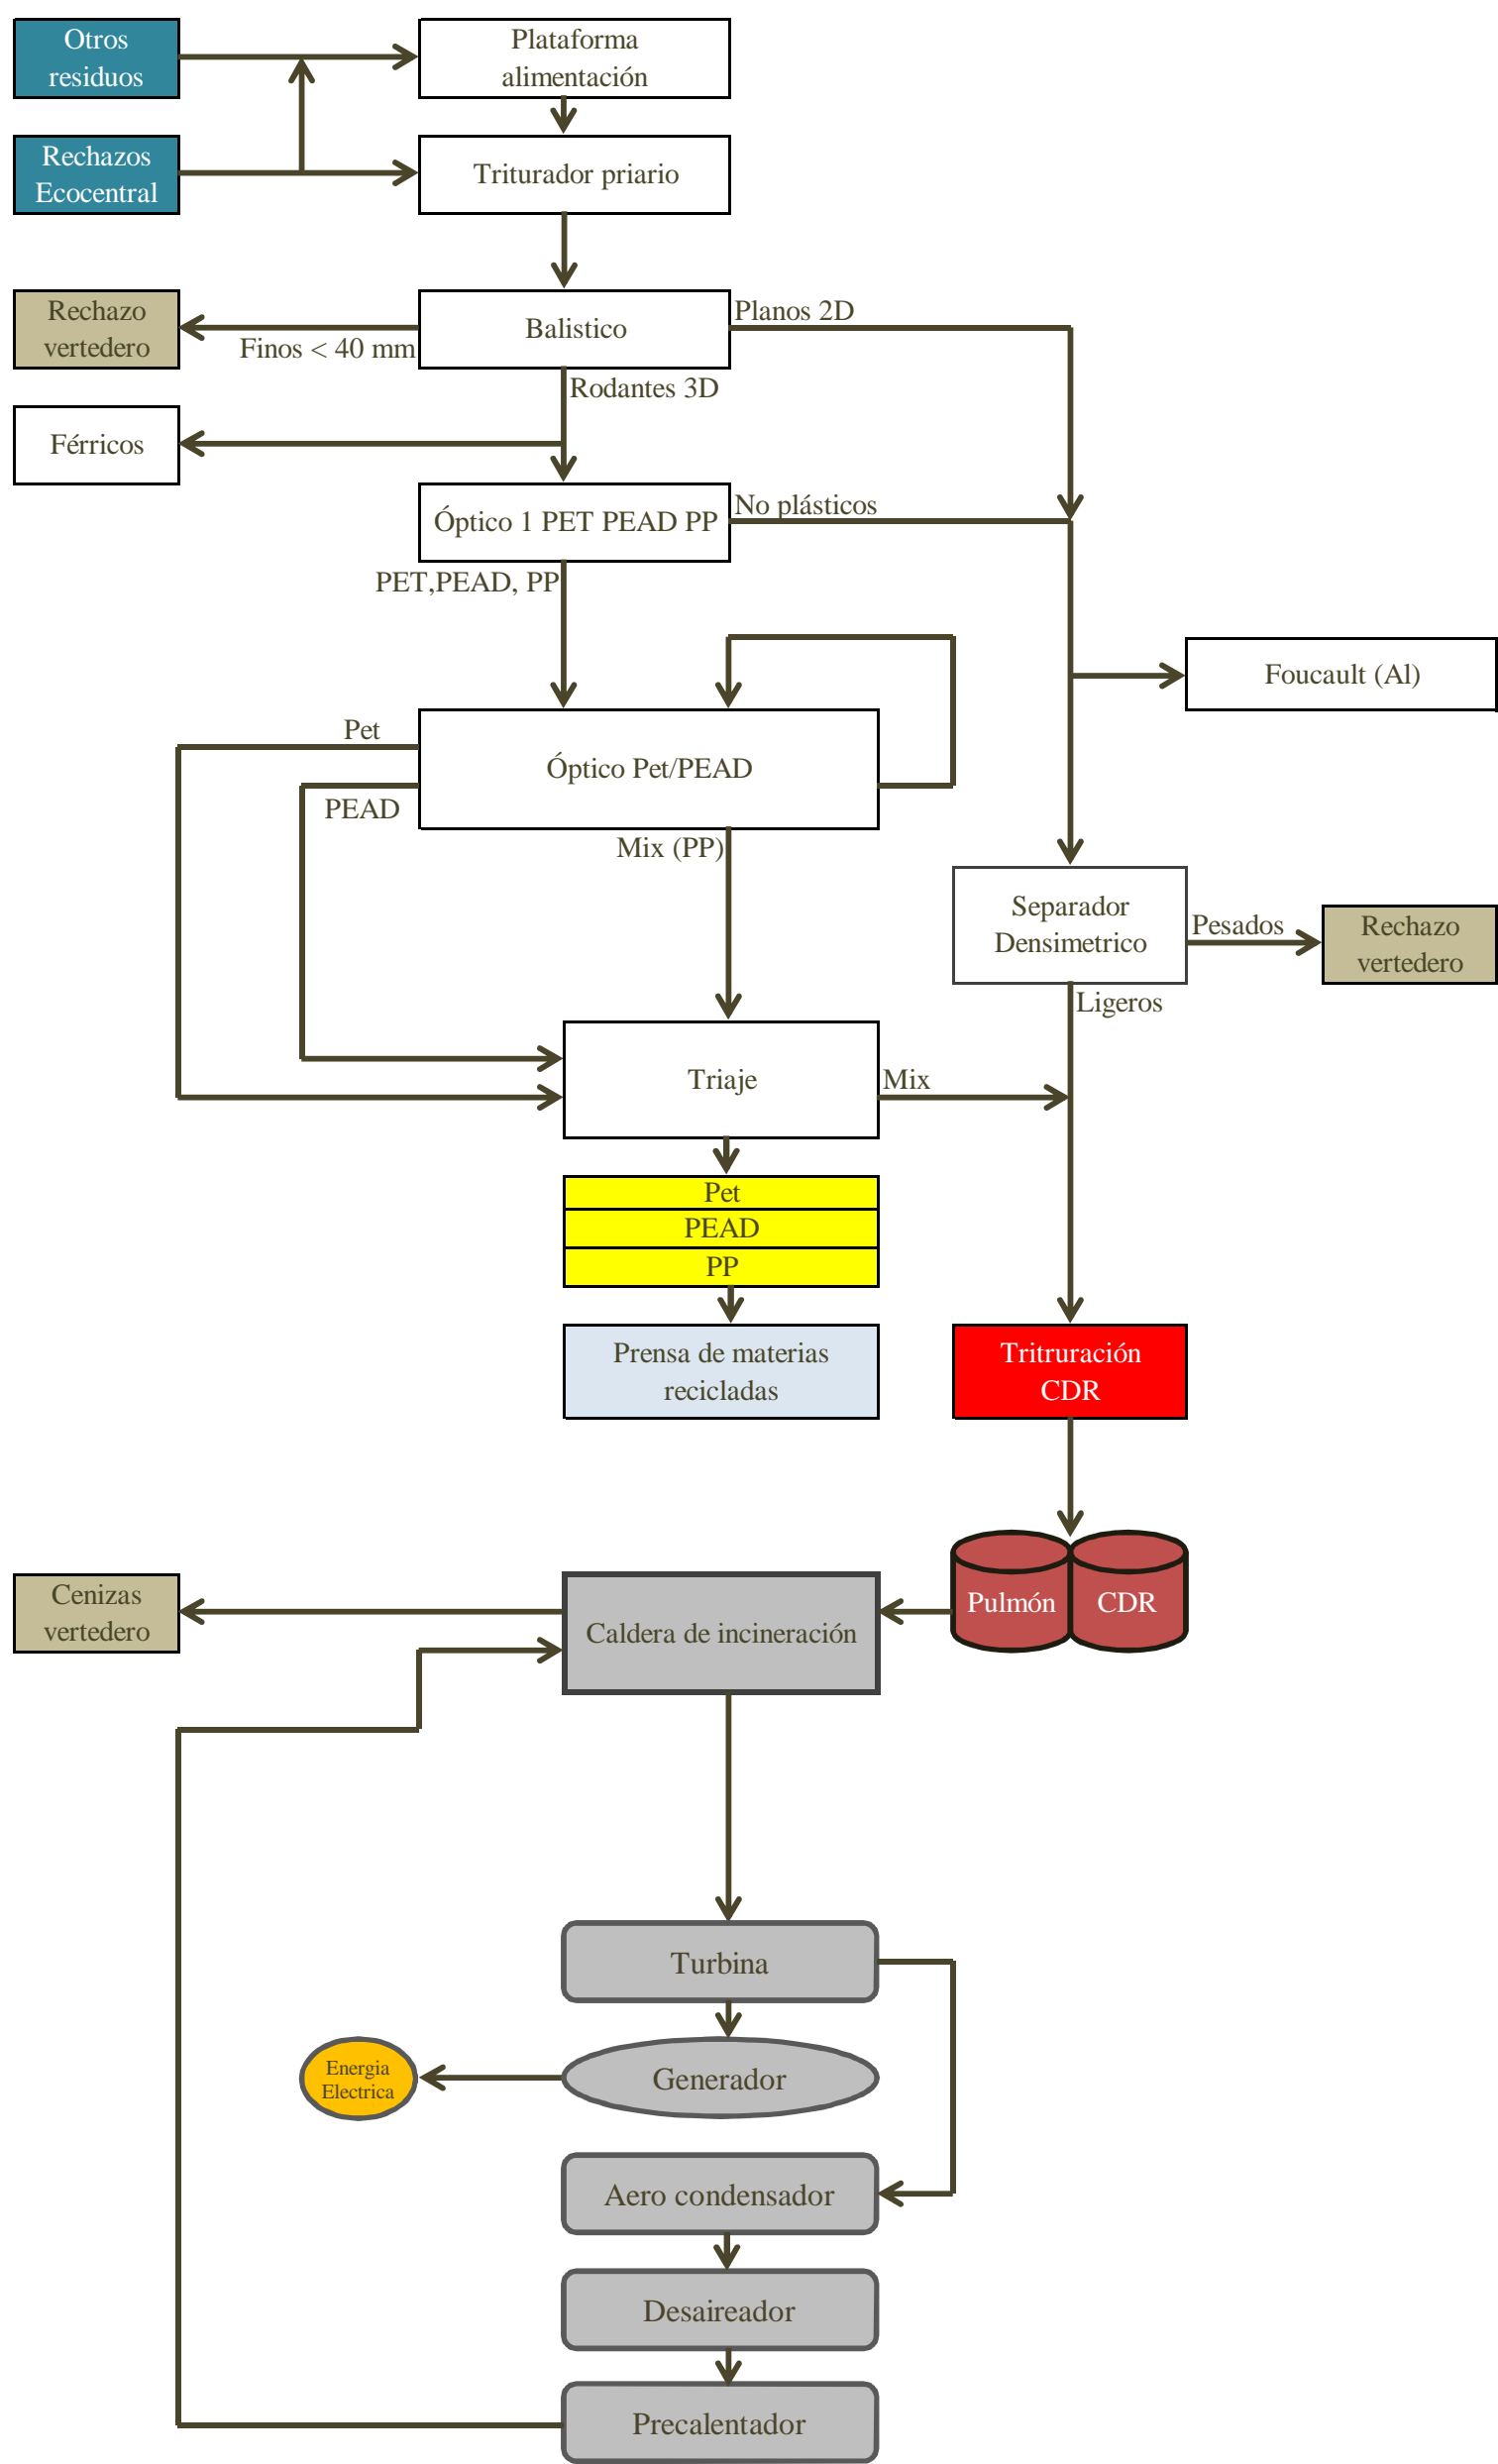 Otros
residuos
Plataforma
alimentación
Rechazos
Ecocentral
Triturador priario
Rechazo
vertedero
Finos < 40 mm
Balistico
Planos 2D
Rodantes 3D
Férricos
Óptico 1 PET PEAD PP
No plásticos
PET,PEAD, PP
Foucault (Al)
Pet
Óptico Pet/PEAD
PEAD
Mix (PP)
Separador
Densimetrico
Pesados
Rechazo
vertedero
Ligeros
Triaje
Mix
Pet
PEAD
PP
Prensa de materias
recicladas
Tritruración
CDR
Cenizas
vertedero
Caldera de incineración
Pulmón
CDR
Turbina
Energia
Electrica
Generador
Aero condensador
Desaireador
Precalentador